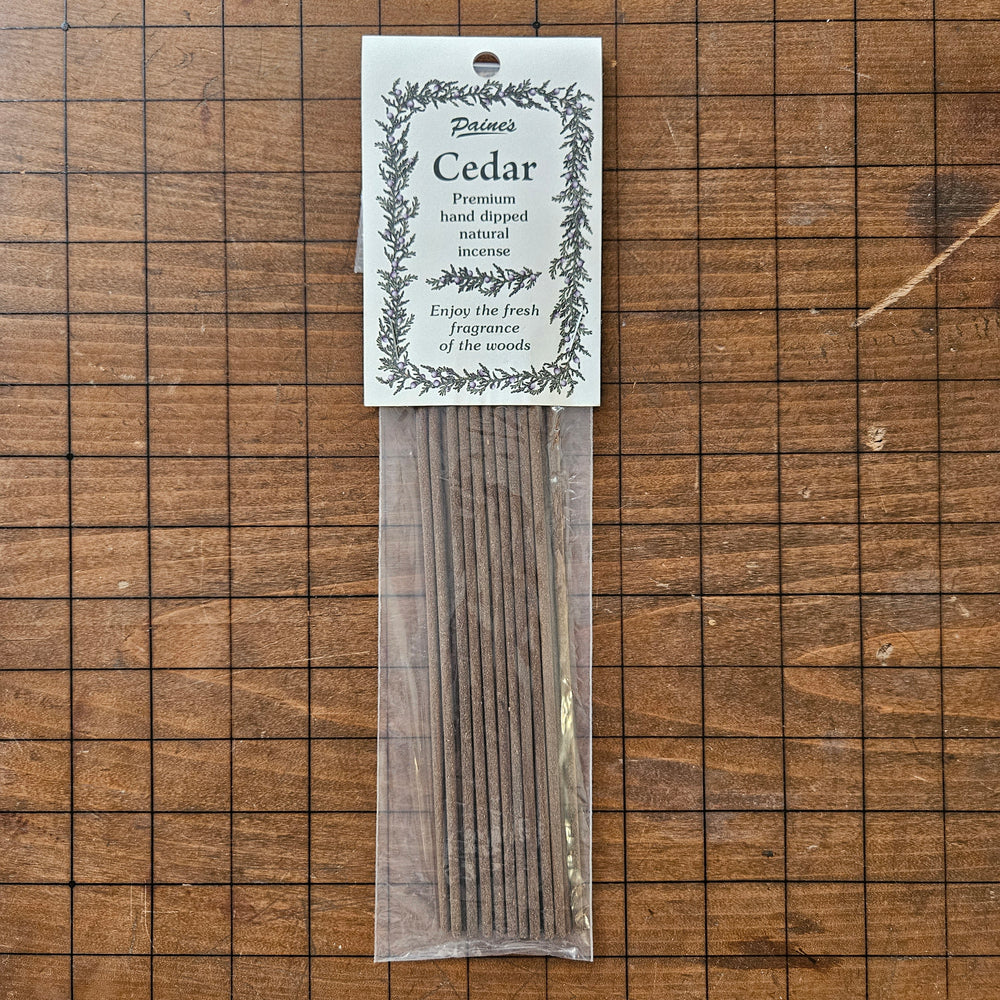 Paine's
Cedar
Premium
hand dipped
natural
incense
Enjoy the fresh
fragrance
of the woods